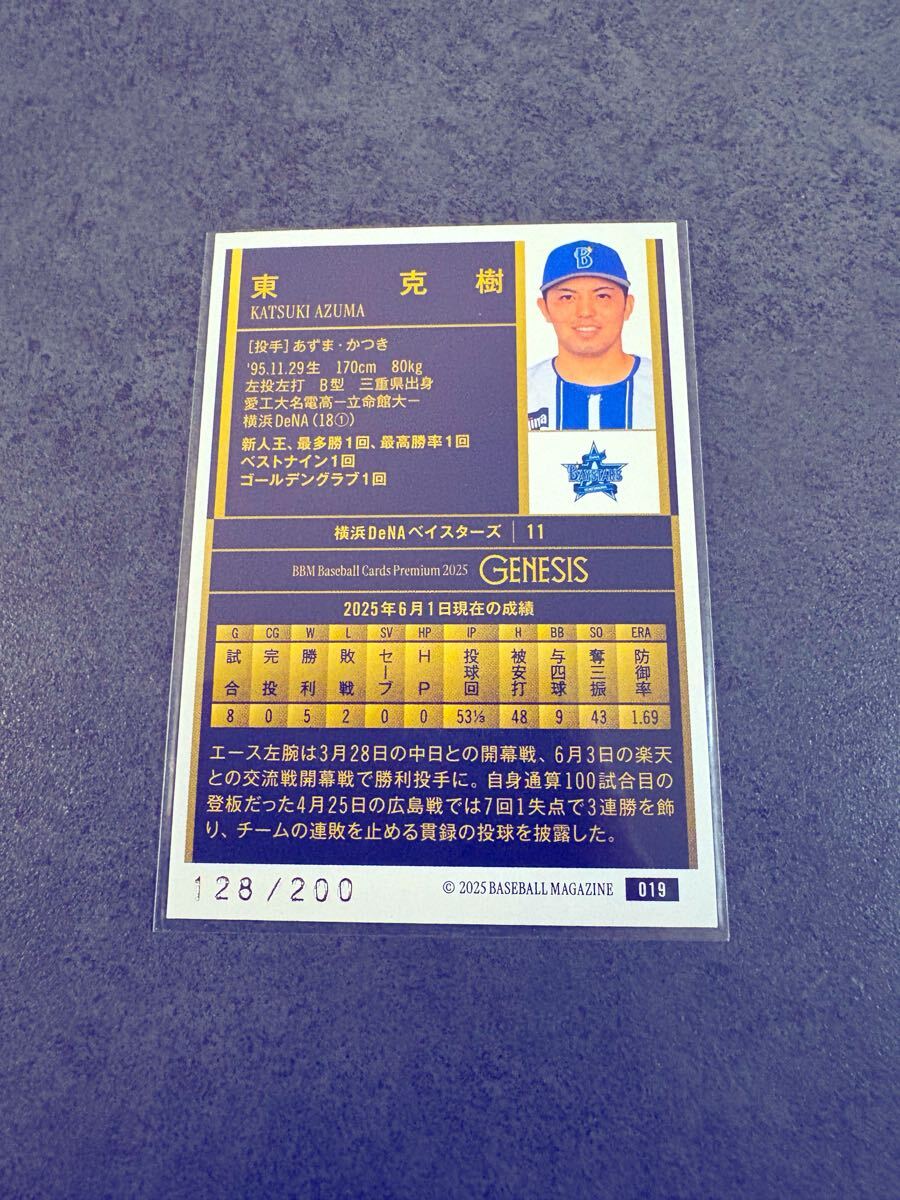 東 克 樹
KATSUKI AZUMA
[投手]あずま・かつき
'95.11.29生 170cm 80kg
左投左打 B型 三重県出身
愛工大名電高ー立命館大ー
横浜DeNA(18①)
新人王、最多勝1回、最高勝率1回
ベストナイン1回
ゴールデングラブ1回
B
BAYSTARS
横浜DeNAベイスターズ | 11
BBM Baseball Cards Premium 2025 GENESIS
2025年6月1日現在の成績
G CG W L SV HP IP H BB SO ERA
試合 完投 勝利 敗戦 セーブ HP 投球回 被安打 与四球 奪三振 防御率
8 0 5 2 0 0 53⅓ 48 9 43 1.69
エース左腕は3月28日の中日との開幕戦、6月3日の楽天
との交流戦開幕戦で勝利投手に。自身通算100試合目の
登板だった4月25日の広島戦では7回1失点で3連勝を飾
り、チームの連敗を止める貫録の投球を披露した。
128/200
© 2025 BASEBALL MAGAZINE 019